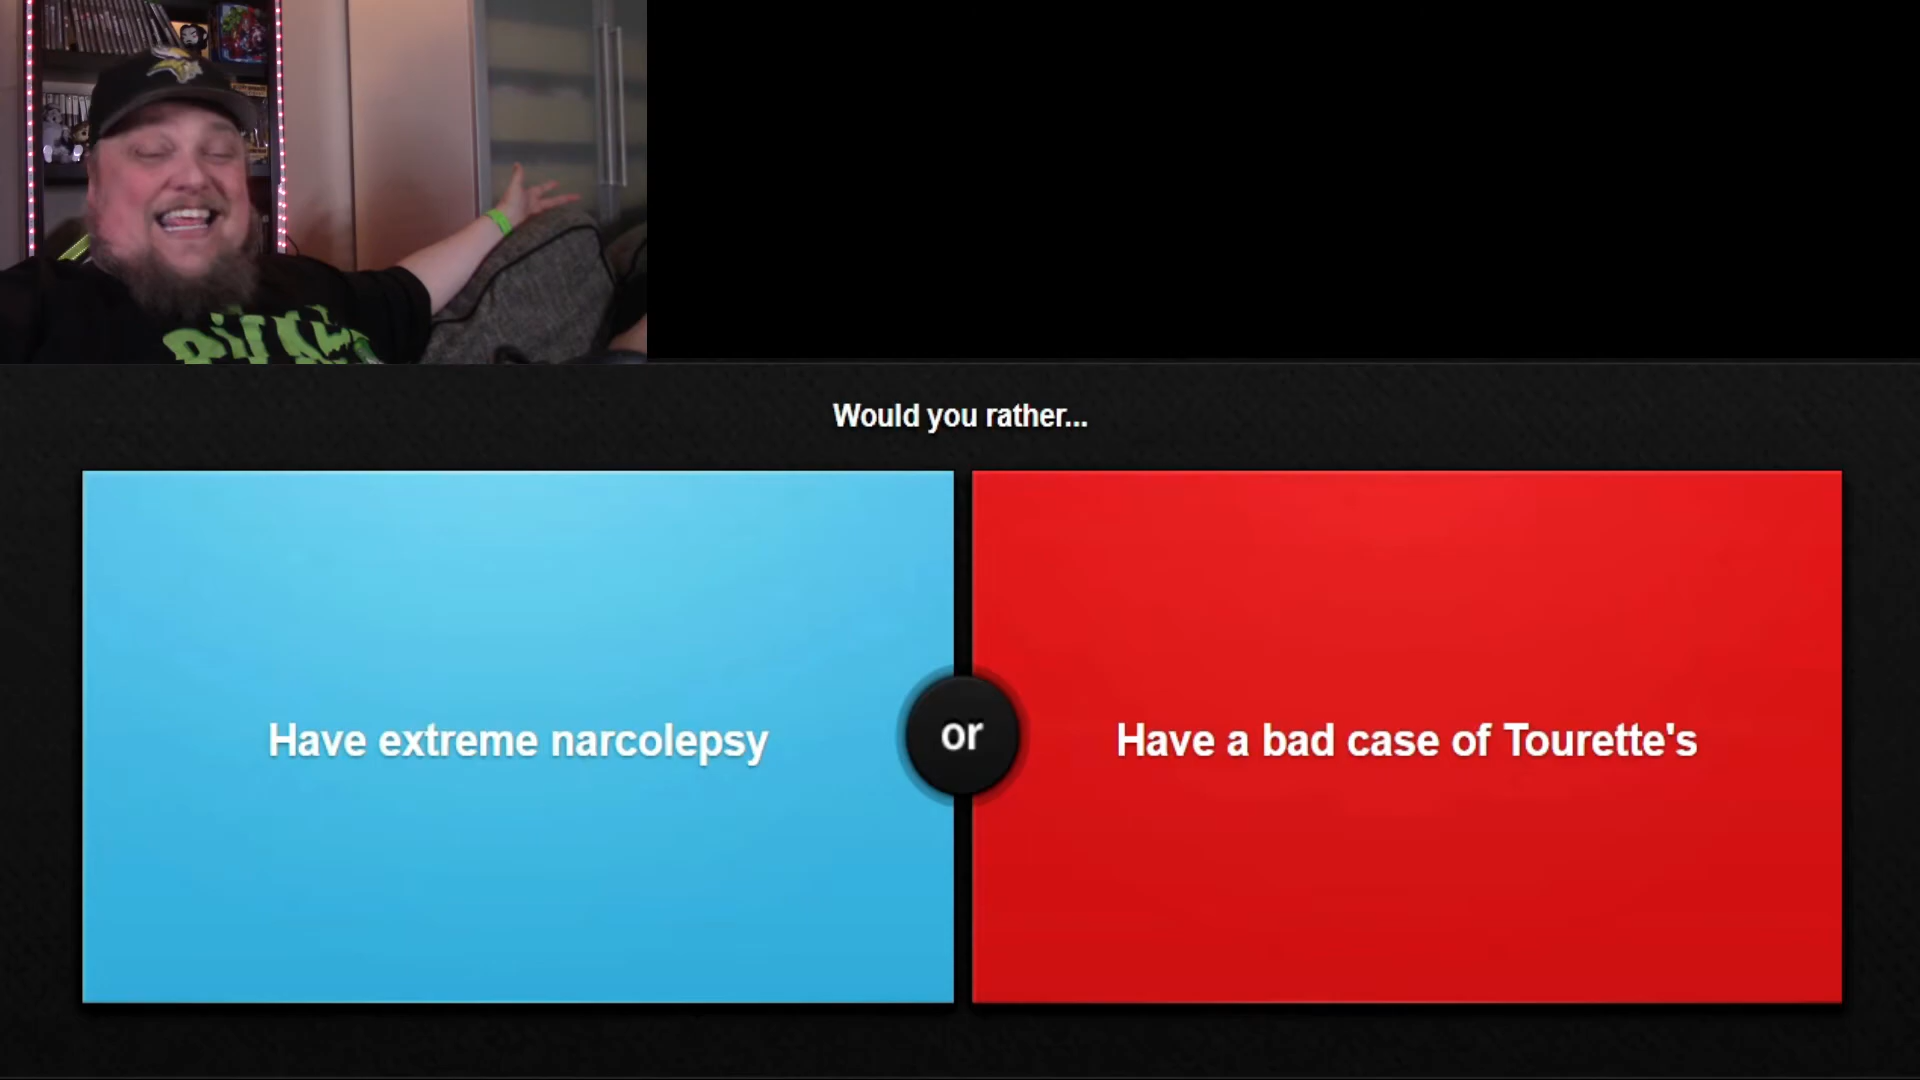 Would you rather...
Have extreme narcolepsy
or
Have a bad case of Tourette's